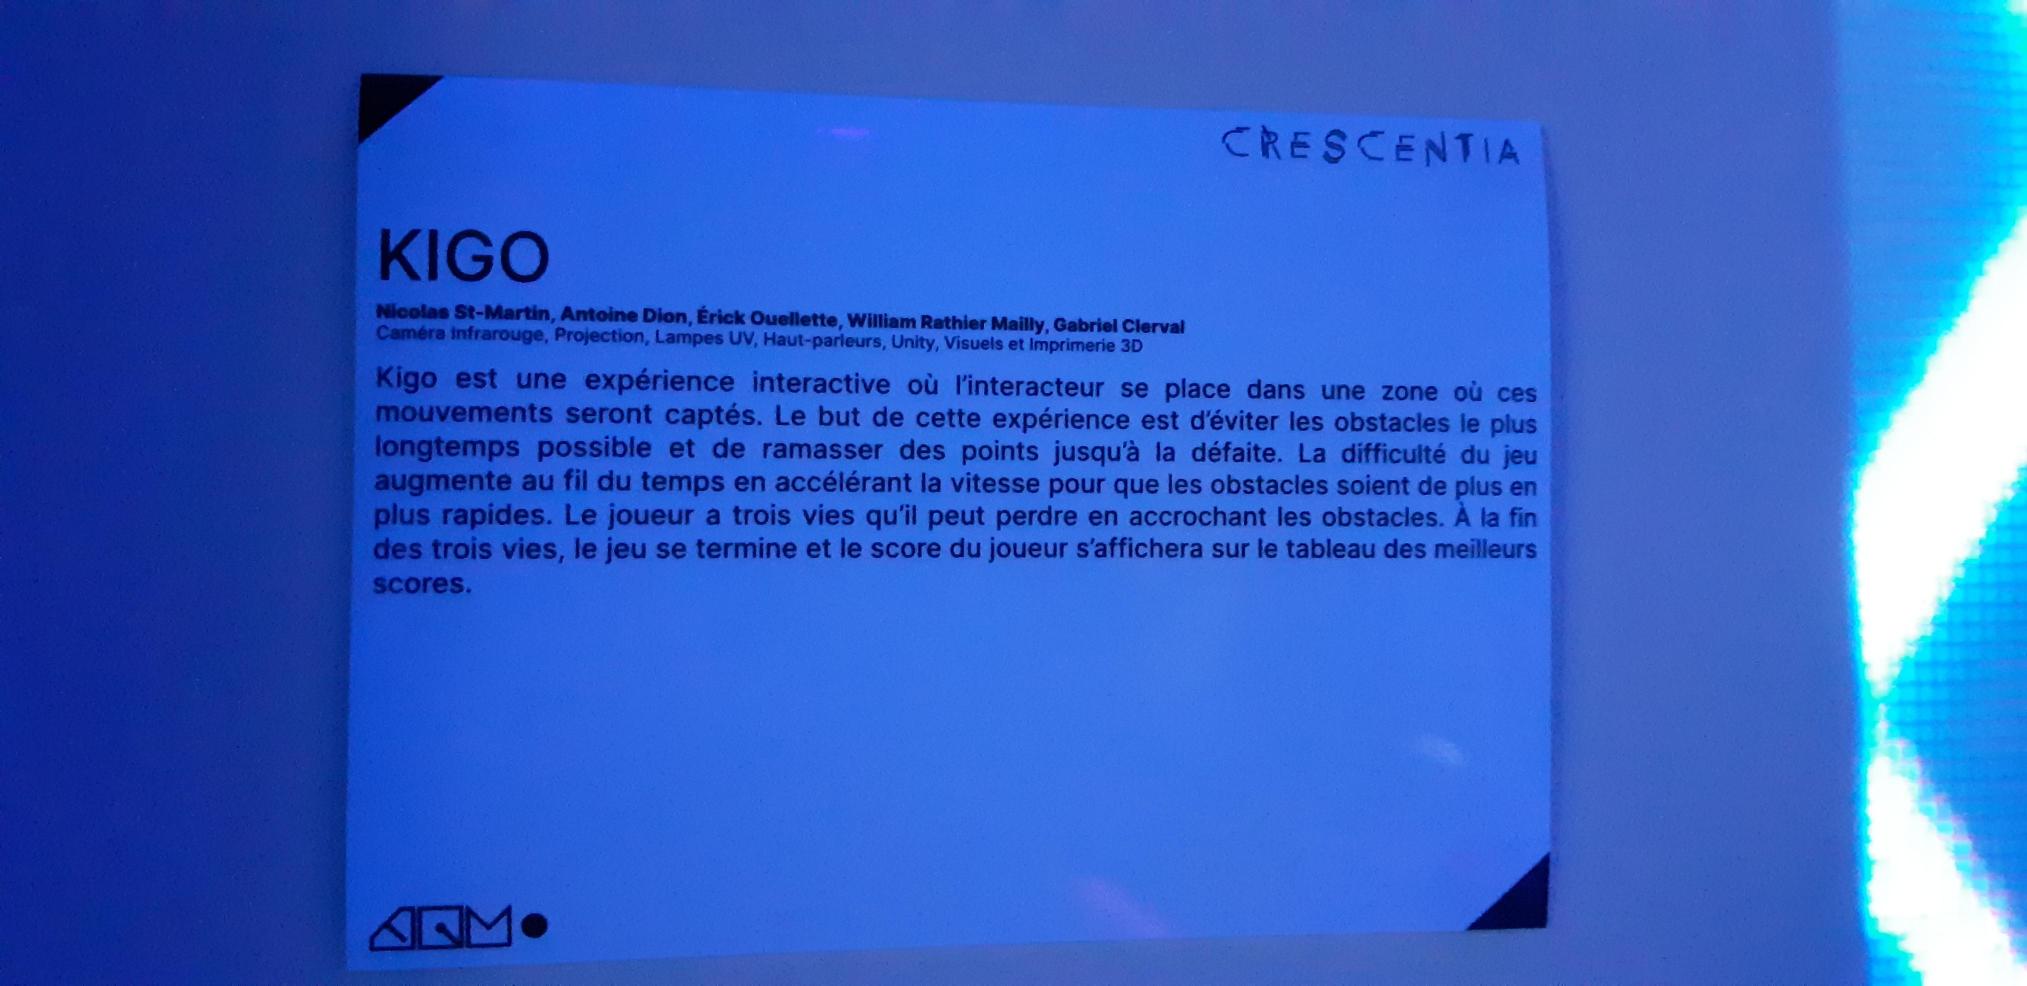 CRESCENTIA
KIGO
Nicolas St-Martin, Antoine Dion, Érick Ouellette, William Rathier Mailly, Gabriel Clerval
Caméra Infrarouge, Projection, Lampes UV, Haut-parleurs, Unity, Visuels et Imprimerie 3D
Kigo est une expérience interactive où l'interacteur se place dans une zone où ces
mouvements seront captés. Le but de cette expérience est d'éviter les obstacles le plus
longtemps possible et de ramasser des points jusqu'à la défaite. La difficulté du jeu
augmente au fil du temps en accélérant la vitesse pour que les obstacles soient de plus en
plus rapides. Le joueur a trois vies qu'il peut perdre en accrochant les obstacles. À la fin
des trois vies, le jeu se termine et le score du joueur s'affichera sur le tableau des meilleurs
scores.